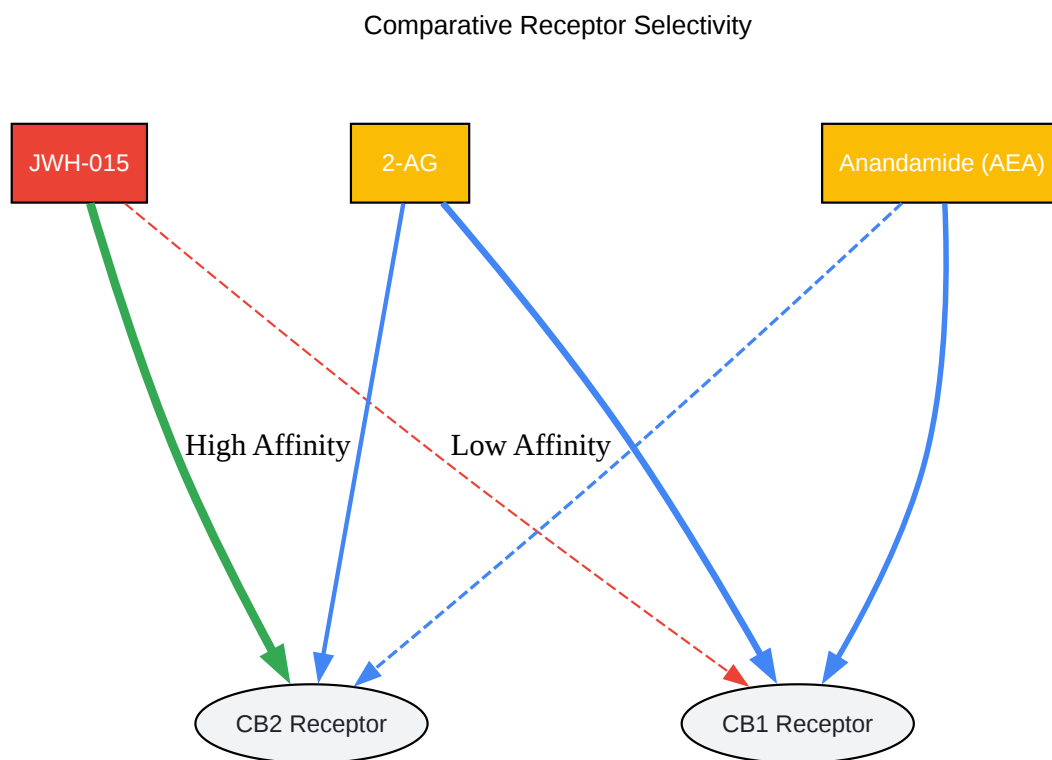 Comparative Receptor Selectivity
JWH-015
2-AG
Anandamide (AEA)
High Affinity
Low Affinity
CB2 Receptor
CB1 Receptor